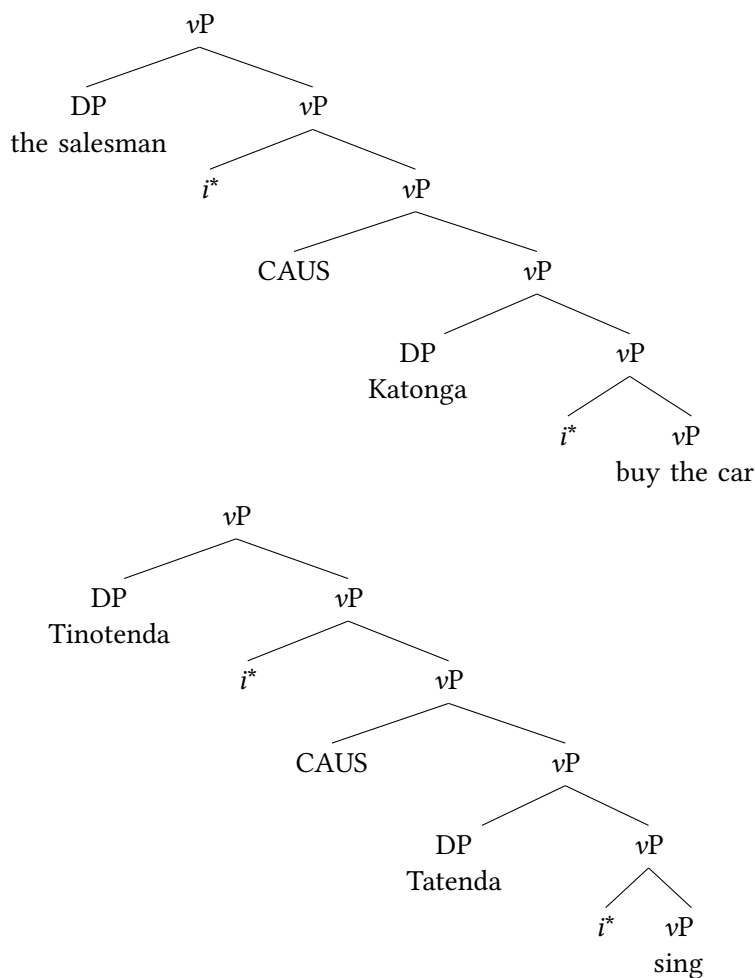 vP
DP vP
the salesman
i* vP
CAUS vP
DP vP
Katonga
i* vP
buy the car
vP
DP vP
Tinotenda
i* vP
CAUS vP
DP vP
Tatenda
i* vP
sing